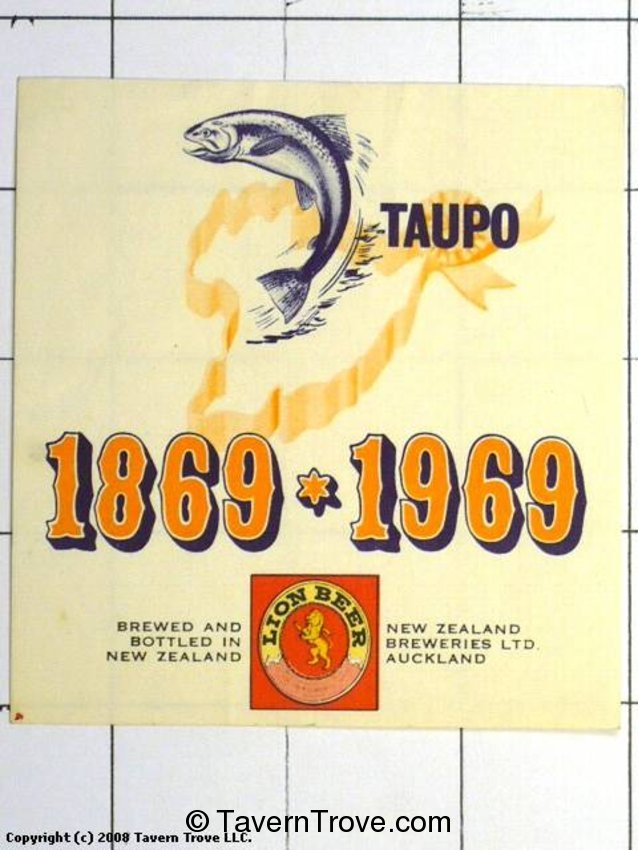 TAUPO
1869 * 1969
BREWED AND
BOTTLED IN
NEW ZEALAND
LION BEER
NEW ZEALAND
BREWERIES LTD.
AUCKLAND
© TavernTrove.com
Copyright (c) 2008 Tavern Trove LLC.